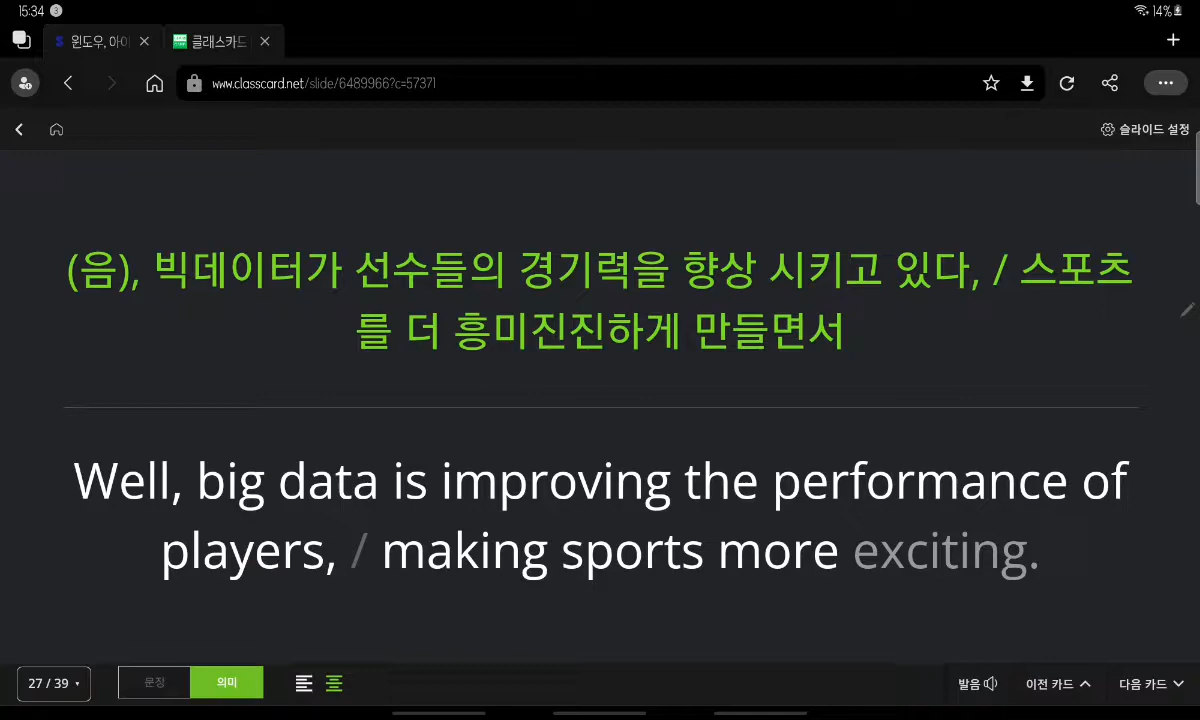 15:34 3 14%
S 윈도우, 아이 클래스카드
www.classcard.net/slide/6489966?c=57371
슬라이드 설정
(음), 빅데이터가 선수들의 경기력을 향상 시키고 있다, / 스포츠
를 더 흥미진진하게 만들면서
Well, big data is improving the performance of
players, / making sports more exciting.
27 / 39 문장 의미 발음 이전 카드 다음 카드